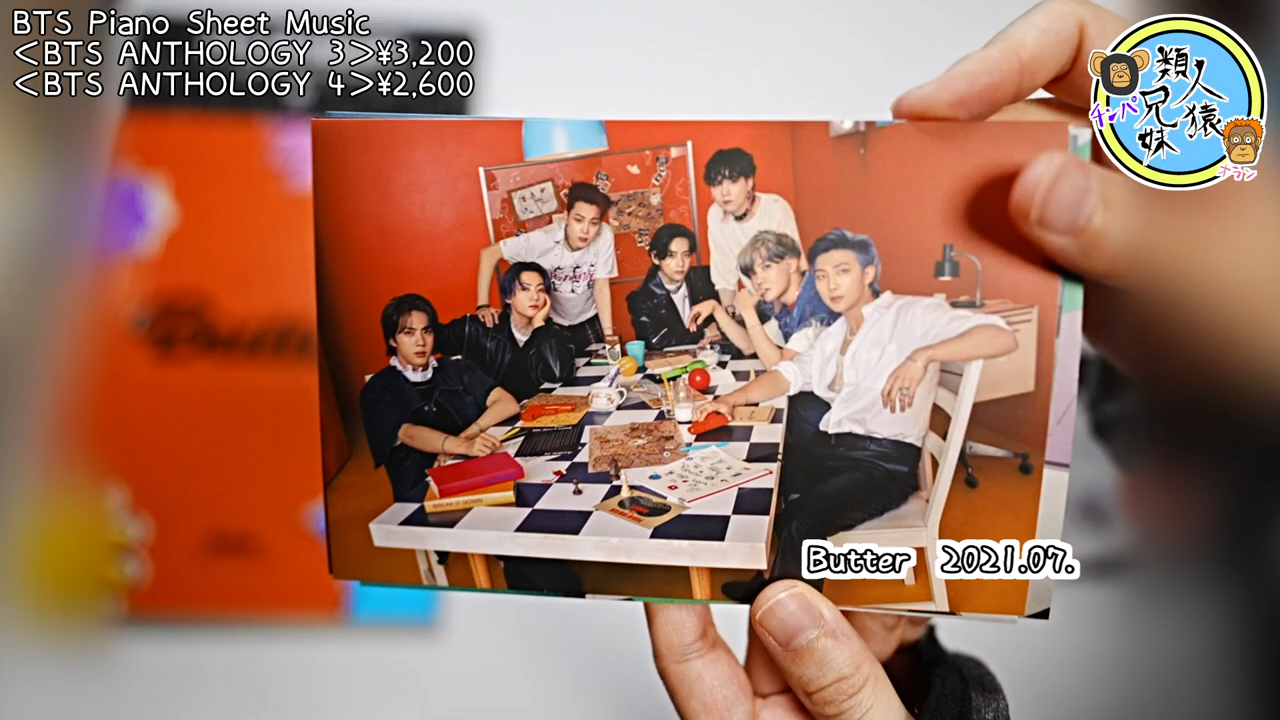 BTS Piano Sheet Music
<BTS ANTHOLOGY 3>¥3,200
<BTS ANTHOLOGY 4>¥2,600
類人猿
兄妹
チンパ
ナラン
Butter 2021.07.